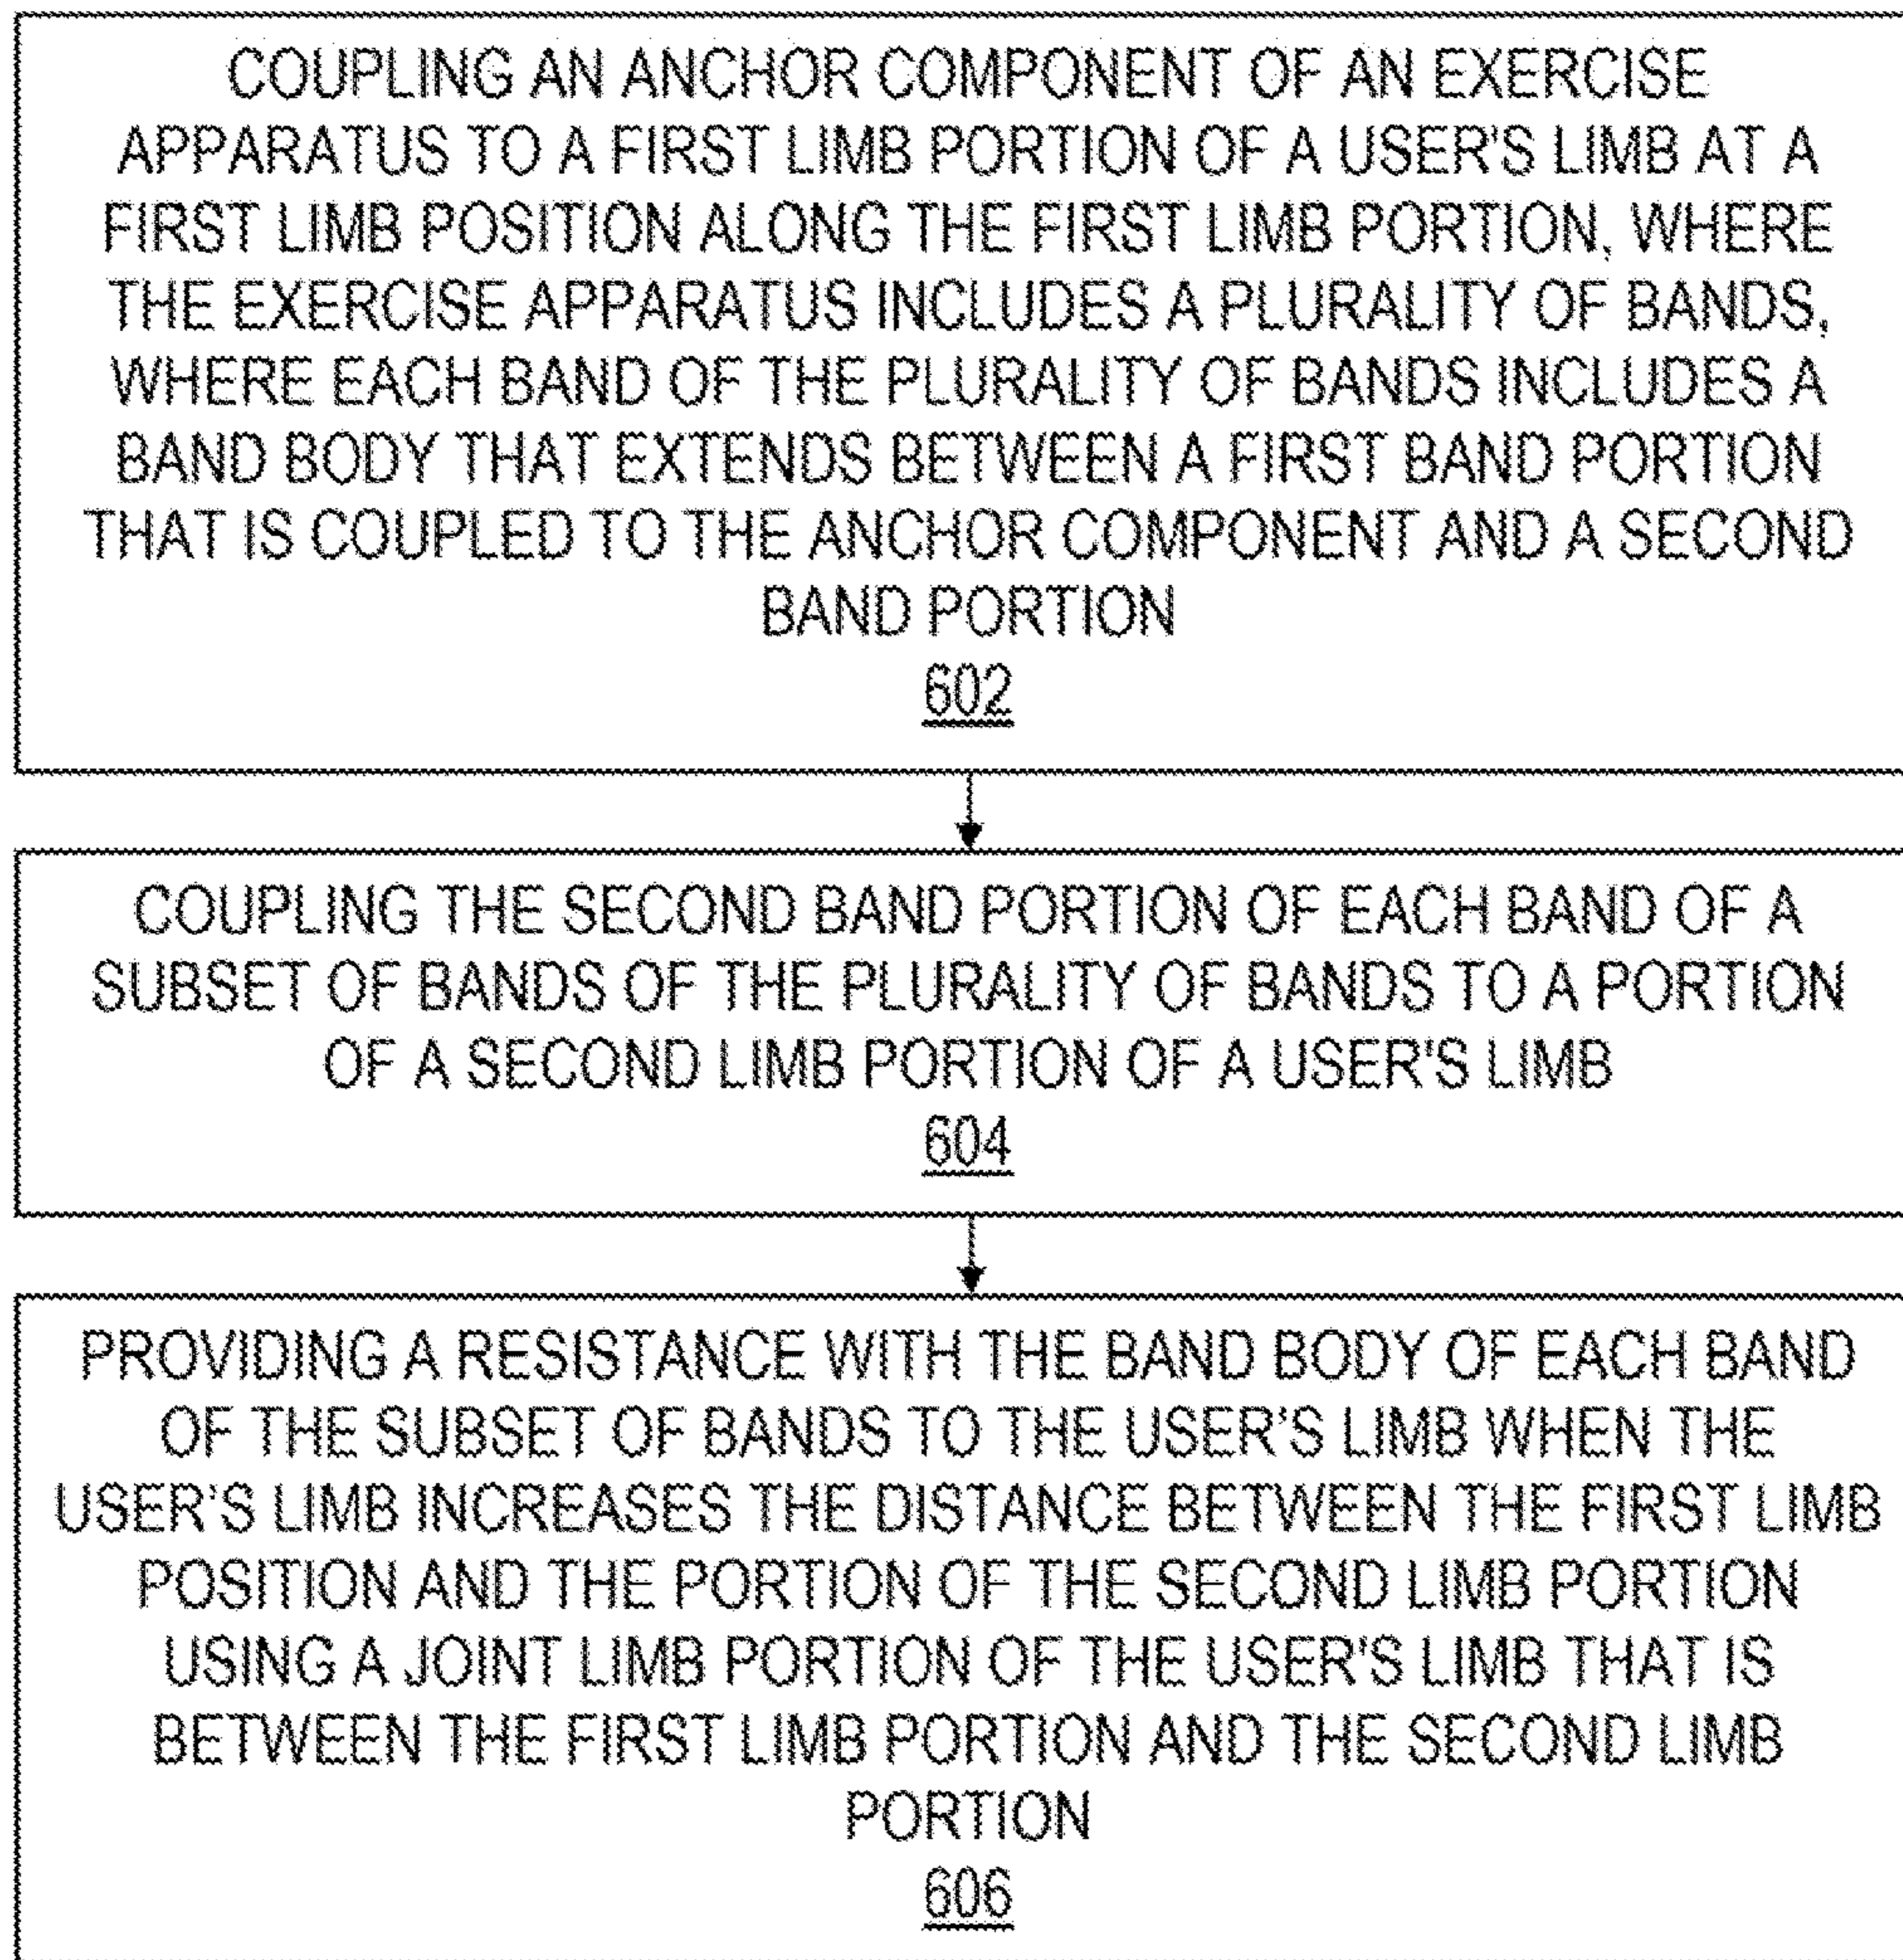 COUPLING AN ANCHOR COMPONENT OF AN EXERCISE
APPARATUS TO A FIRST LIMB PORTION OF A USER'S LIMB AT A
FIRST LIMB POSITION ALONG THE FIRST LIMB PORTION, WHERE
THE EXERCISE APPARATUS INCLUDES A PLURALITY OF BANDS,
WHERE EACH BAND OF THE PLURALITY OF BANDS INCLUDES A
BAND BODY THAT EXTENDS BETWEEN A FIRST BAND PORTION
THAT IS COUPLED TO THE ANCHOR COMPONENT AND A SECOND
BAND PORTION
602
COUPLING THE SECOND BAND PORTION OF EACH BAND OF A
SUBSET OF BANDS OF THE PLURALITY OF BANDS TO A PORTION
OF A SECOND LIMB PORTION OF A USER'S LIMB
604
PROVIDING A RESISTANCE WITH THE BAND BODY OF EACH BAND
OF THE SUBSET OF BANDS TO THE USER'S LIMB WHEN THE
USER'S LIMB INCREASES THE DISTANCE BETWEEN THE FIRST LIMB
POSITION AND THE PORTION OF THE SECOND LIMB PORTION
USING A JOINT LIMB PORTION OF THE USER'S LIMB THAT IS
BETWEEN THE FIRST LIMB PORTION AND THE SECOND LIMB
PORTION
606